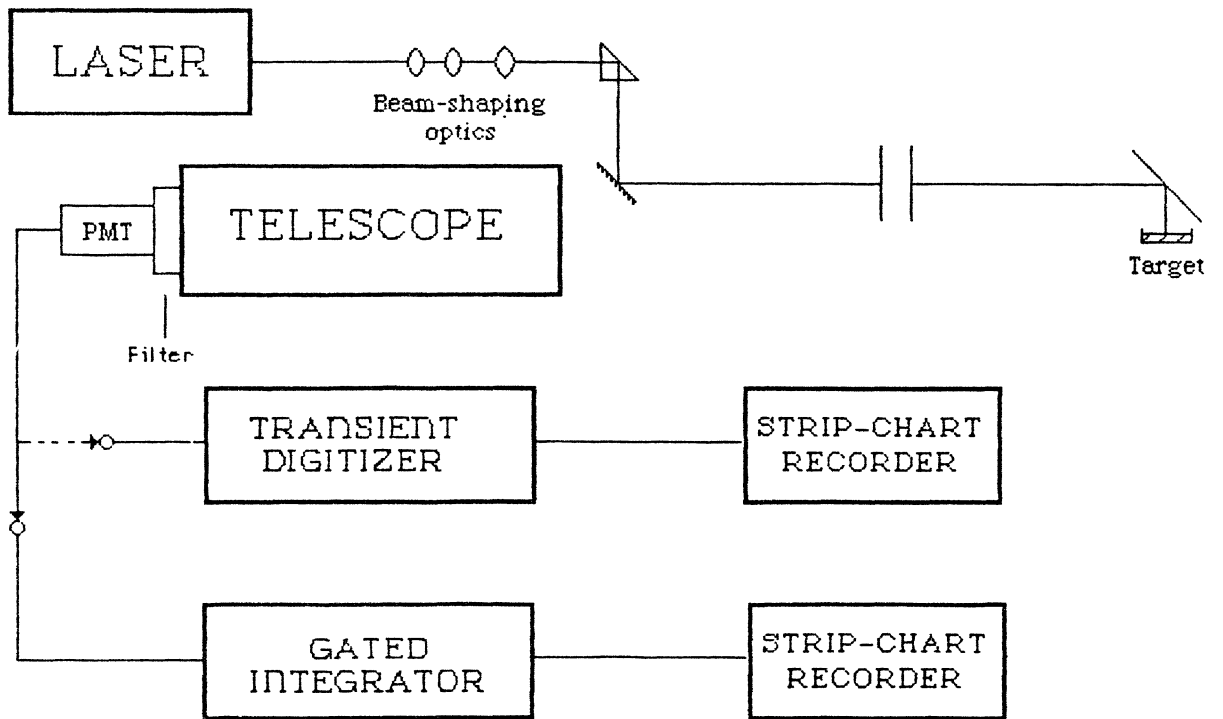 LASER
Beam-shaping
optics
TELESCOPE
PMT
Target
Filter
TRANSIENT
DIGITIZER
STRIP-CHART
RECORDER
GATED
INTEGRATOR
STRIP-CHART
RECORDER